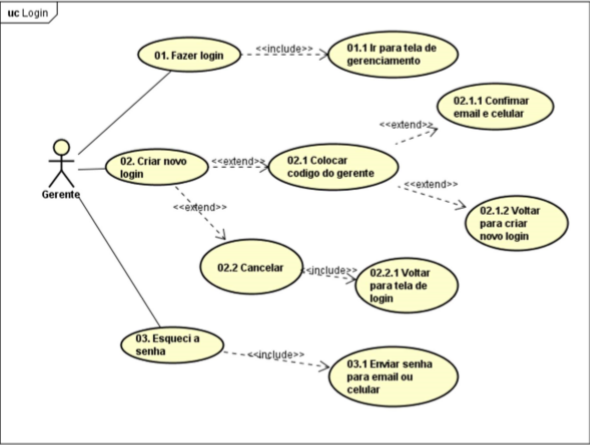 uc Login
01. Fazer login
<<include>>
01.1 Ir para tela de
gerenciamento
02.1.1 Confimar
email e celular
<<extend>>
Gerente
02. Criar novo
login
<<extend>>
02.1 Colocar
codigo do gerente
<<extend>>
02.1.2 Voltar
para criar
novo login
<<extend>>
02.2 Cancelar
<<include>>
02.2.1 Voltar
para tela de
login
03. Esqueci a
senha
<<include>>
03.1 Enviar senha
para email ou
celular